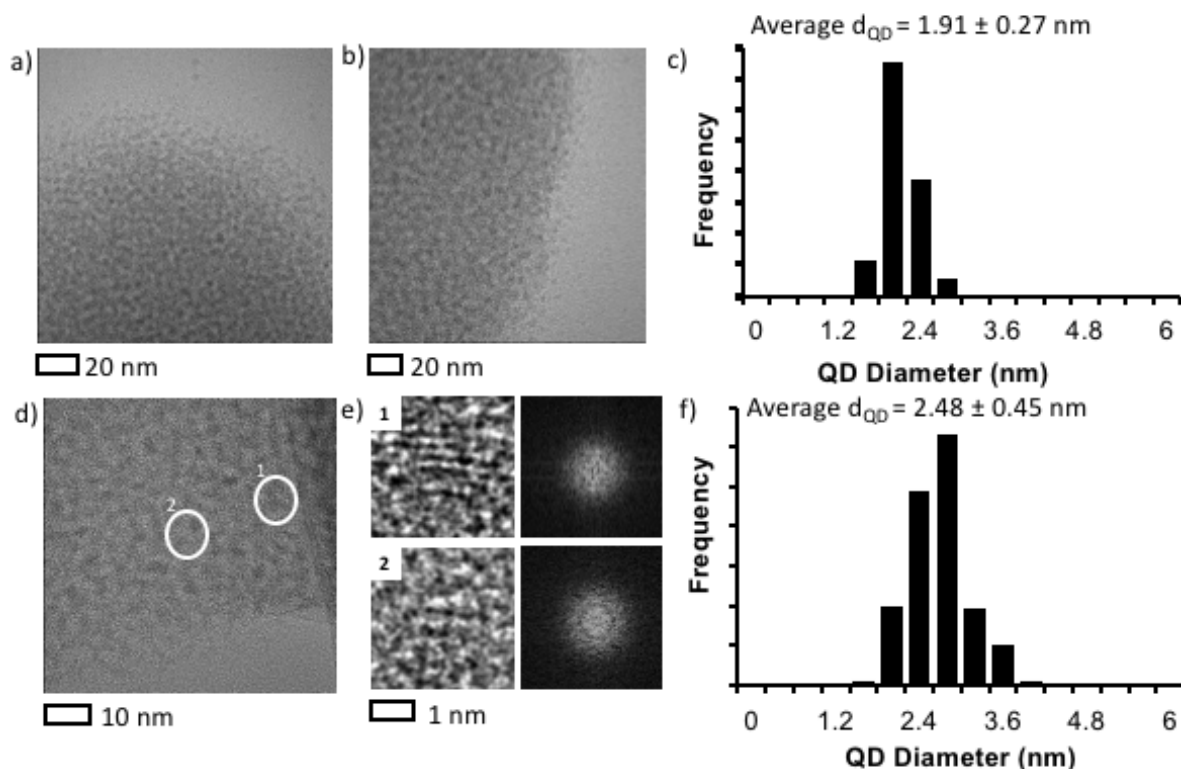 a)
20 nm
b)
20 nm
c)
Average dQD = 1.91 ± 0.27 nm
Frequency
0 1.2 2.4 3.6 4.8 6
QD Diameter (nm)
d)
1
2
10 nm
e)
1
2
1 nm
f)
Average dQD = 2.48 ± 0.45 nm
Frequency
0 1.2 2.4 3.6 4.8 6
QD Diameter (nm)